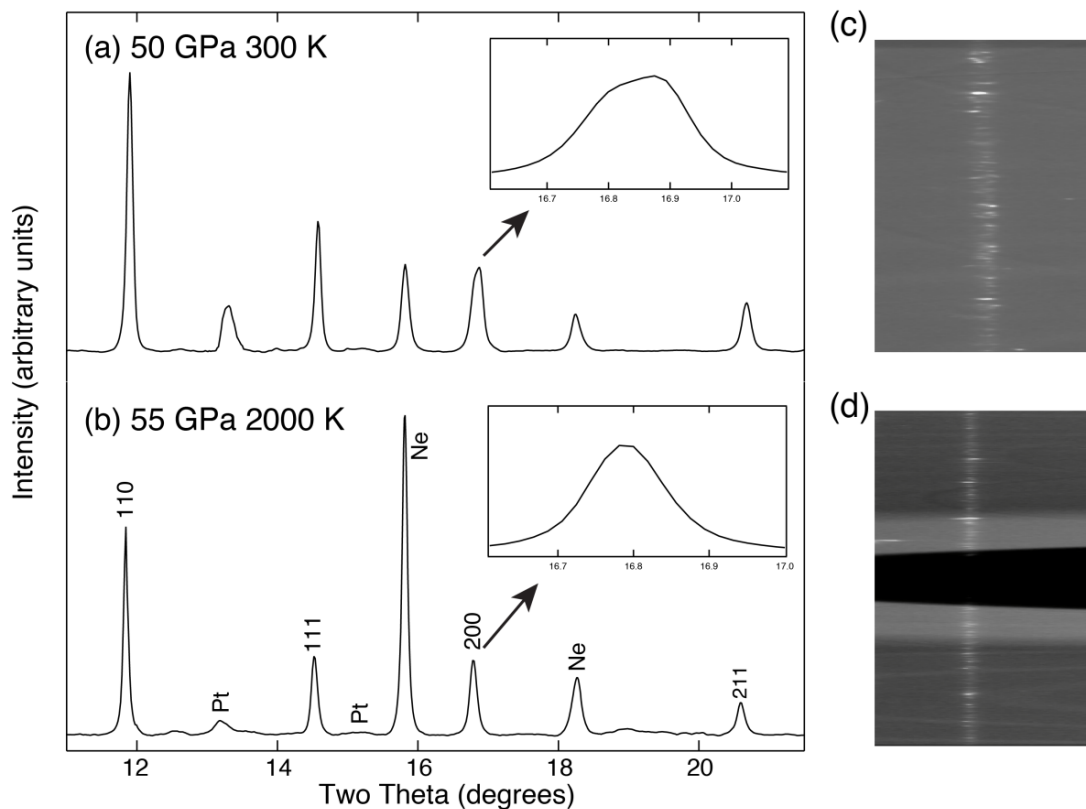 (a) 50 GPa 300 K
16.7 16.8 16.9 17.0
(b) 55 GPa 2000 K
16.7 16.8 16.9 17.0
110
Pt
111
Pt
Ne
200
Ne
211
12 14 16 18 20
Two Theta (degrees)
Intensity (arbitrary units)
(c)
(d)